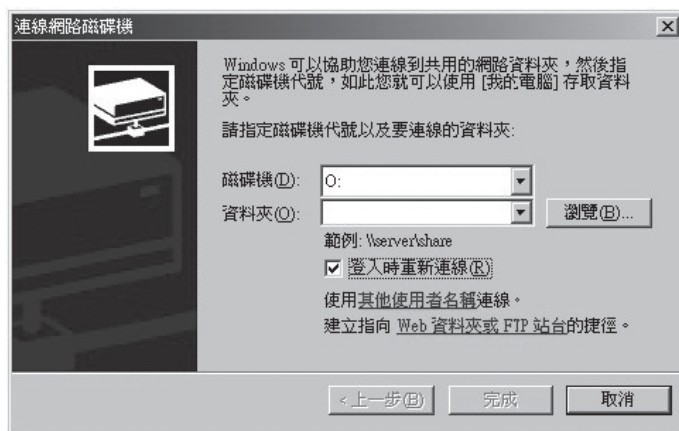 連線網路磁碟機
Windows 可以協助您連線到共用的網路資料夾，然後指
定磁碟機代號，如此您就可以使用 [我的電腦] 存取資料
夾。
請指定磁碟機代號以及要連線的資料夾:
磁碟機(D): O:
資料夾(O): 瀏覽(B)...
範例: \\server\share
登入時重新連線(R)
使用其他使用者名稱連線。
建立指向 Web 資料夾或 FTP 站台的捷徑。
<上一步(B) 完成 取消